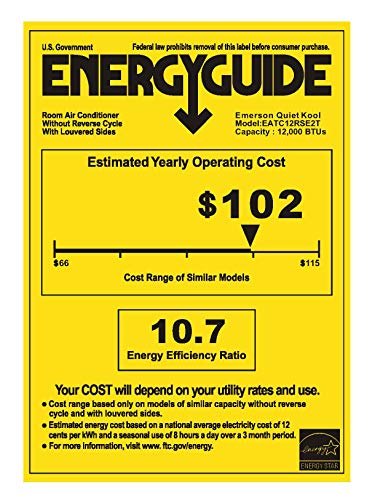 U.S. Government Federal law prohibits removal of this label before consumer purchase.
ENERGYGUIDE
Room Air Conditioner
Without Reverse Cycle
With Louvered Sides
Emerson Quiet Kool
Model:EATC12RSE2T
Capacity : 12,000 BTUs
Estimated Yearly Operating Cost
$102
$66 $115
Cost Range of Similar Models
10.7
Energy Efficiency Ratio
Your COST will depend on your utility rates and use.
• Cost range based only on models of similar capacity without reverse
cycle and with louvered sides.
• Estimated energy cost based on a national average electricity cost of 12
cents per kWh and a seasonal use of 8 hours a day over a 3 month period.
• For more information, visit www. ftc.gov/energy.
energy
ENERGY STAR